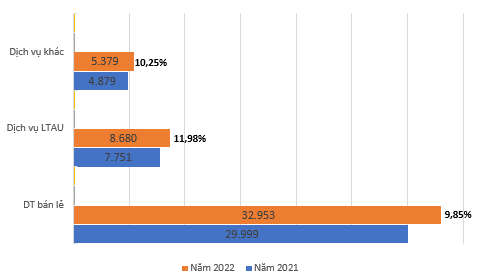 Dịch vụ khác
5.379
10,25%
4.879
Dịch vụ LTAU
8.680
11,98%
7.751
DT bán lẻ
32.953
9,85%
29.999
Năm 2022
Năm 2021